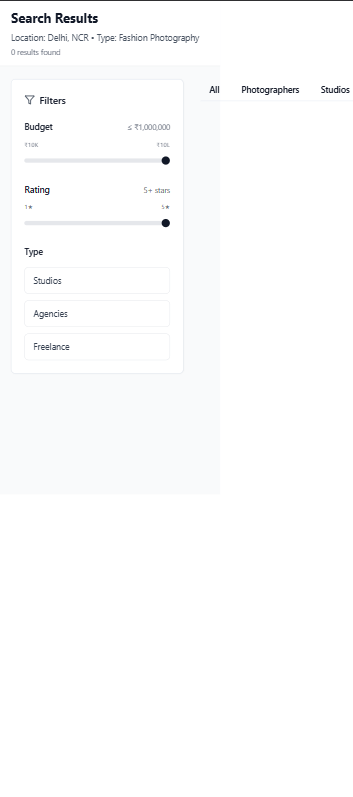 Search Results
Location: Delhi, NCR • Type: Fashion Photography
0 results found
All Photographers Studios
Filters
Budget ≤ ₹1,000,000
₹10K ₹10L
Rating 5+ stars
1★ 5★
Type
Studios
Agencies
Freelance